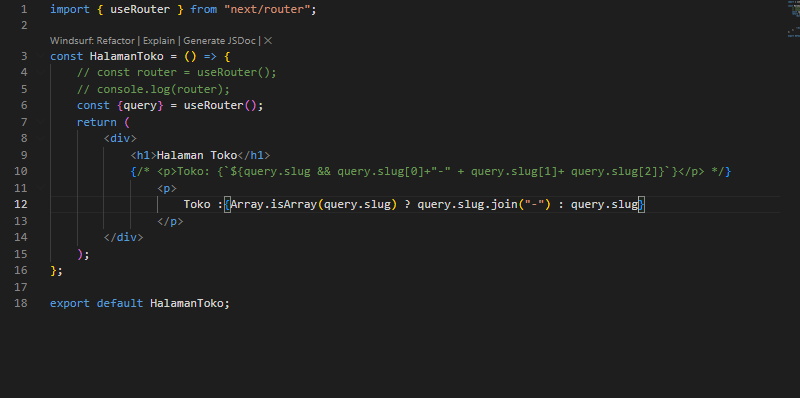 1 import { useRouter } from "next/router";
2
Windsurf: Refactor | Explain | Generate JSDoc | ×
3 const HalamanToko = () => {
4 // const router = useRouter();
5 // console.log(router);
6 const {query} = useRouter();
7 return (
8 <div>
9 <h1>Halaman Toko</h1>
10 {/* <p>Toko: {`${query.slug && query.slug[0]+"-" + query.slug[1]+ query.slug[2]}`}</p> */}
11 <p>
12 Toko :{Array.isArray(query.slug) ? query.slug.join("-") : query.slug}
13 </p>
14 </div>
15 );
16 };
17
18 export default HalamanToko;